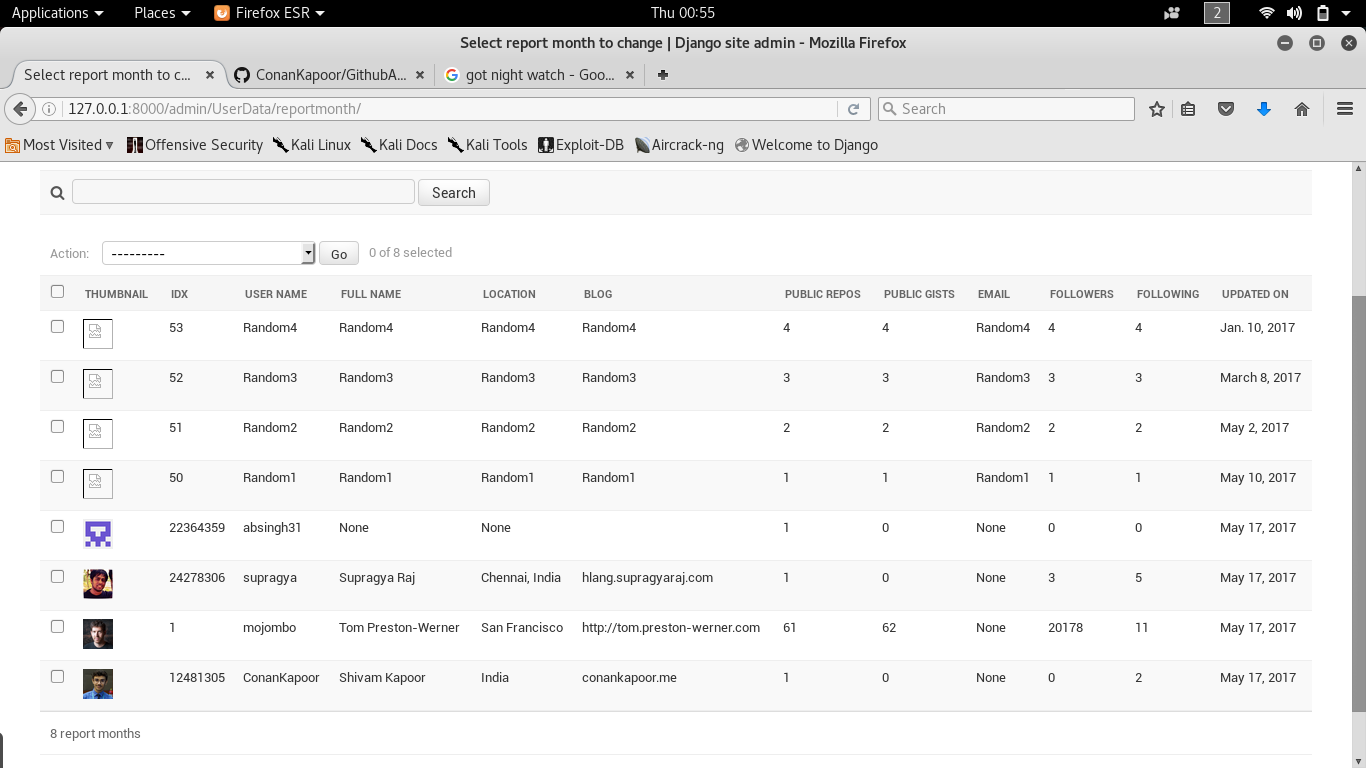 Applications Places Firefox ESR Thu 00:55 2
Select report month to change | Django site admin - Mozilla Firefox
Select report month to c... ConanKapoor/GithubA... got night watch - Goo...
127.0.0.1:8000/admin/UserData/reportmonth/ Search
Most Visited Offensive Security Kali Linux Kali Docs Kali Tools Exploit-DB Aircrack-ng Welcome to Django
Search
Action: --------- Go 0 of 8 selected
THUMBNAIL IDX USER NAME FULL NAME LOCATION BLOG PUBLIC REPOS PUBLIC GISTS EMAIL FOLLOWERS FOLLOWING UPDATED ON
53 Random4 Random4 Random4 Random4 4 4 Random4 4 4 Jan. 10, 2017
52 Random3 Random3 Random3 Random3 3 3 Random3 3 3 March 8, 2017
51 Random2 Random2 Random2 Random2 2 2 Random2 2 2 May 2, 2017
50 Random1 Random1 Random1 Random1 1 1 Random1 1 1 May 10, 2017
22364359 absingh31 None None 1 0 None 0 0 May 17, 2017
24278306 supragya Supragya Raj Chennai, India hlang.supragyaraj.com 1 0 None 3 5 May 17, 2017
1 mojombo Tom Preston-Werner San Francisco http://tom.preston-werner.com 61 62 None 20178 11 May 17, 2017
12481305 ConanKapoor Shivam Kapoor India conankapoor.me 1 0 None 0 2 May 17, 2017
8 report months